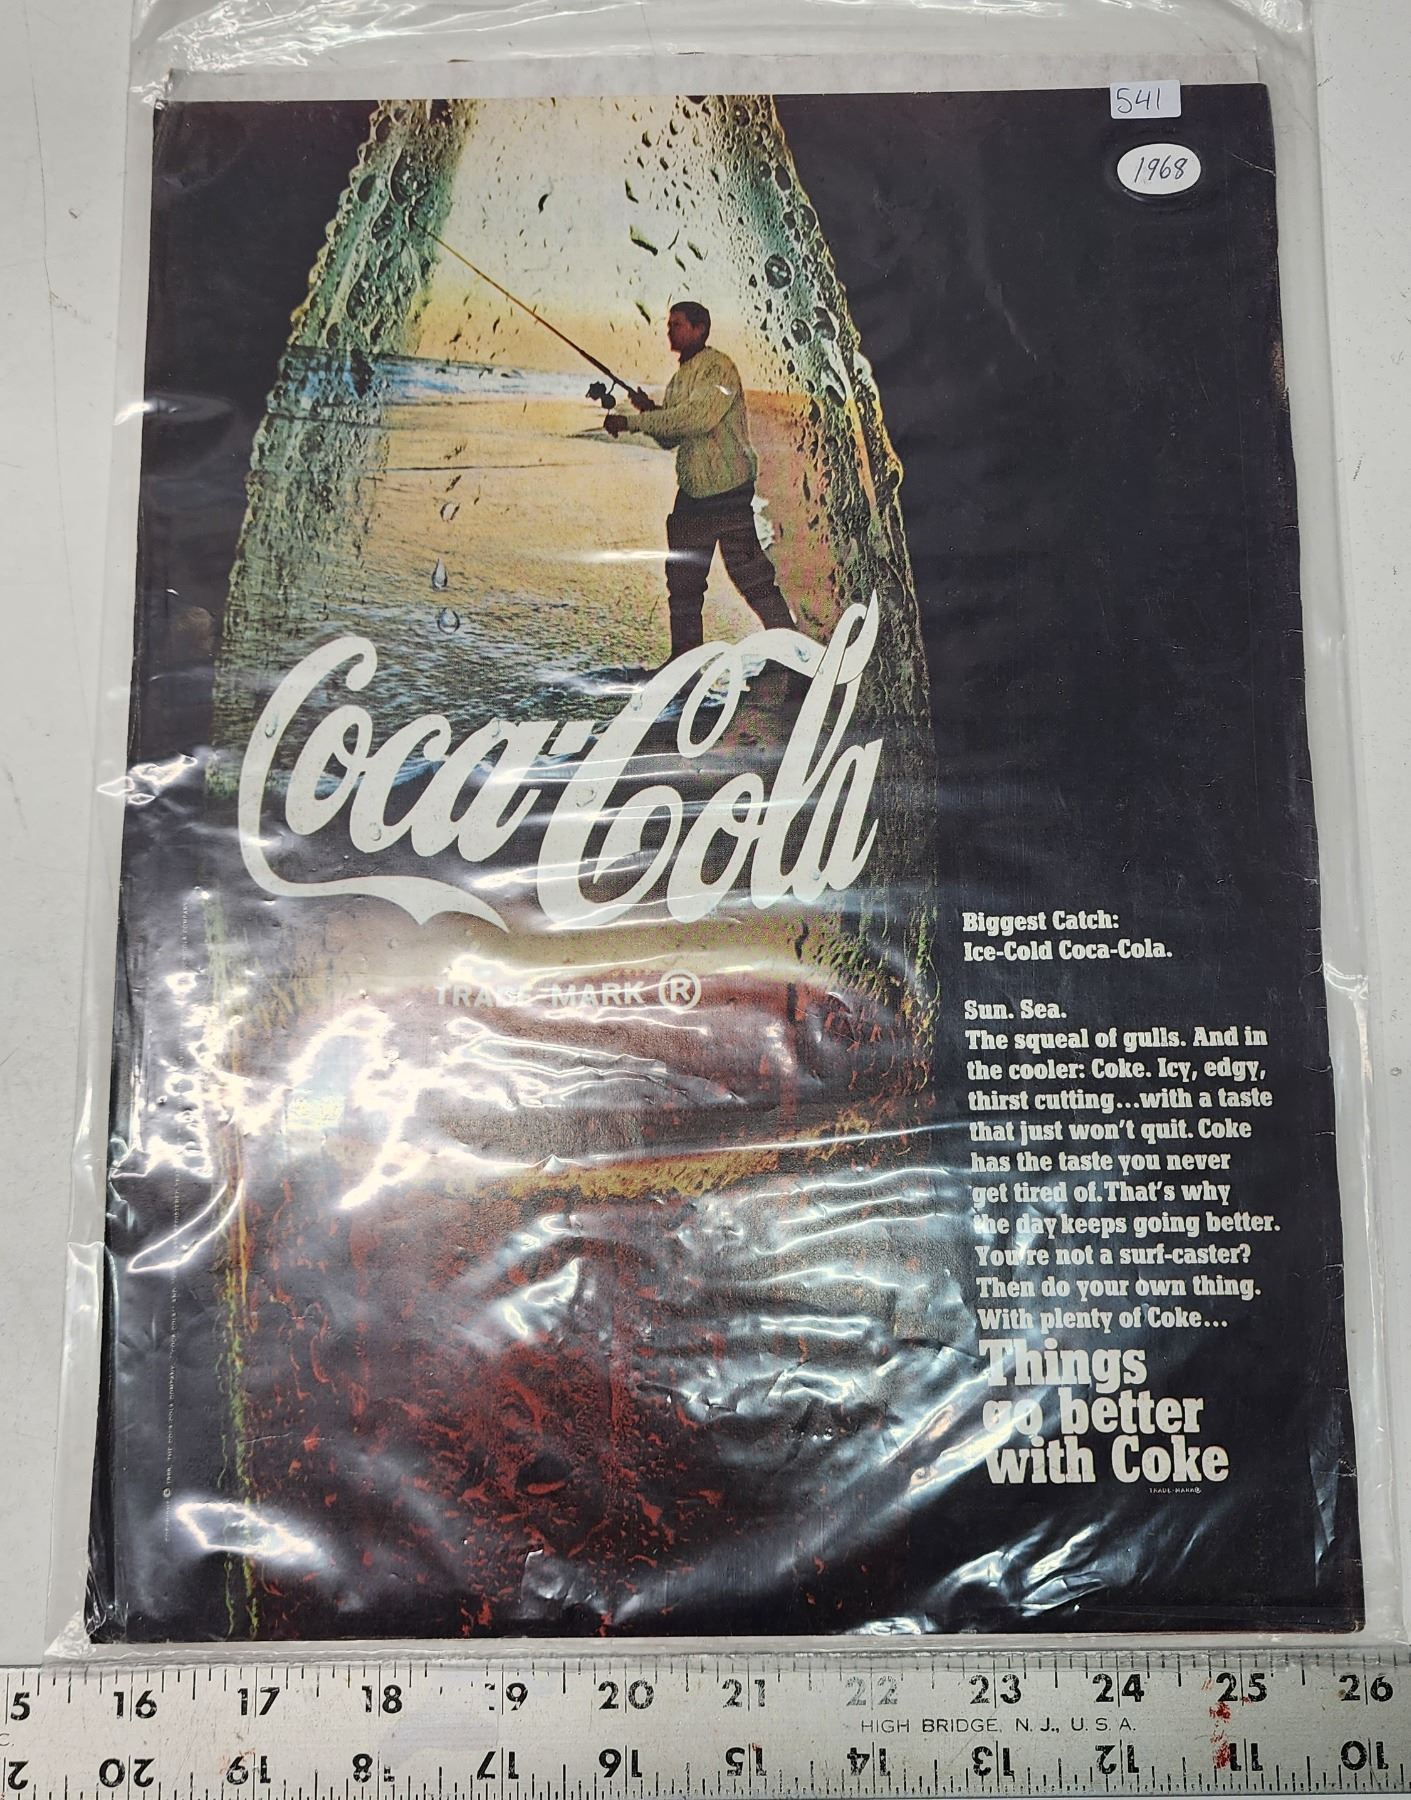 541
1968
Coca-Cola
TRADE-MARK ®
Biggest Catch:
Ice-Cold Coca-Cola.
Sun. Sea.
The squeal of gulls. And in
the cooler: Coke. Icy, edgy,
thirst cutting...with a taste
that just won't quit. Coke
has the taste you never
get tired of. That's why
the day keeps going better.
You're not a surf-caster?
Then do your own thing.
With plenty of Coke...
Things
go better
with Coke
TRADE-MARK®
5 16 17 18 19 20 21 22 23 24 25 26
HIGH BRIDGE, N. J., U. S. A.
20 19 18 17 16 15 14 13 12 11 10